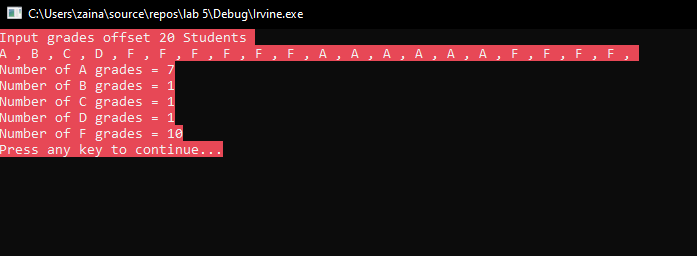 C:\Users\zaina\source\repos\lab 5\Debug\Irvine.exe
Input grades offset 20 Students
A , B , C , D , F , F , F , F , F , F , A , A , A , A , A , A , F , F , F , F ,
Number of A grades = 7
Number of B grades = 1
Number of C grades = 1
Number of D grades = 1
Number of F grades = 10
Press any key to continue...